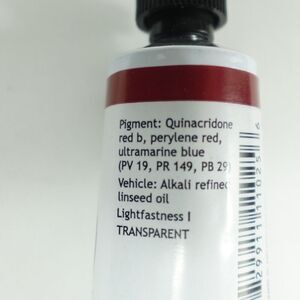 Pigment: Quinacridone
red b, perylene red,
ultramarine blue
(PV 19, PR 149, PB 29)
Vehicle: Alkali refined
linseed oil
Lightfastness I
TRANSPARENT